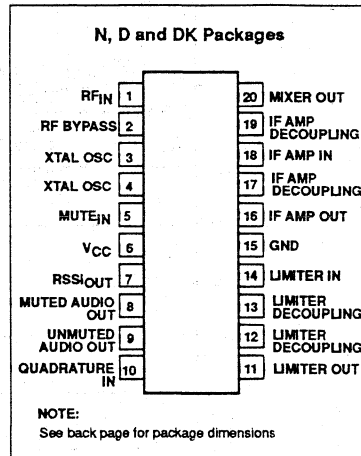 N, D and DK Packages
RFIN 1
RF BYPASS 2
XTAL OSC 3
XTAL OSC 4
MUTEIN 5
VCC 6
RSSIOUT 7
MUTED AUDIO OUT 8
UNMUTED AUDIO OUT 9
QUADRATURE IN 10
20 MIXER OUT
19 IF AMP DECOUPLING
18 IF AMP IN
17 IF AMP DECOUPLING
16 IF AMP OUT
15 GND
14 LIMITER IN
13 LIMITER DECOUPLING
12 LIMITER DECOUPLING
11 LIMITER OUT
NOTE:
See back page for package dimensions